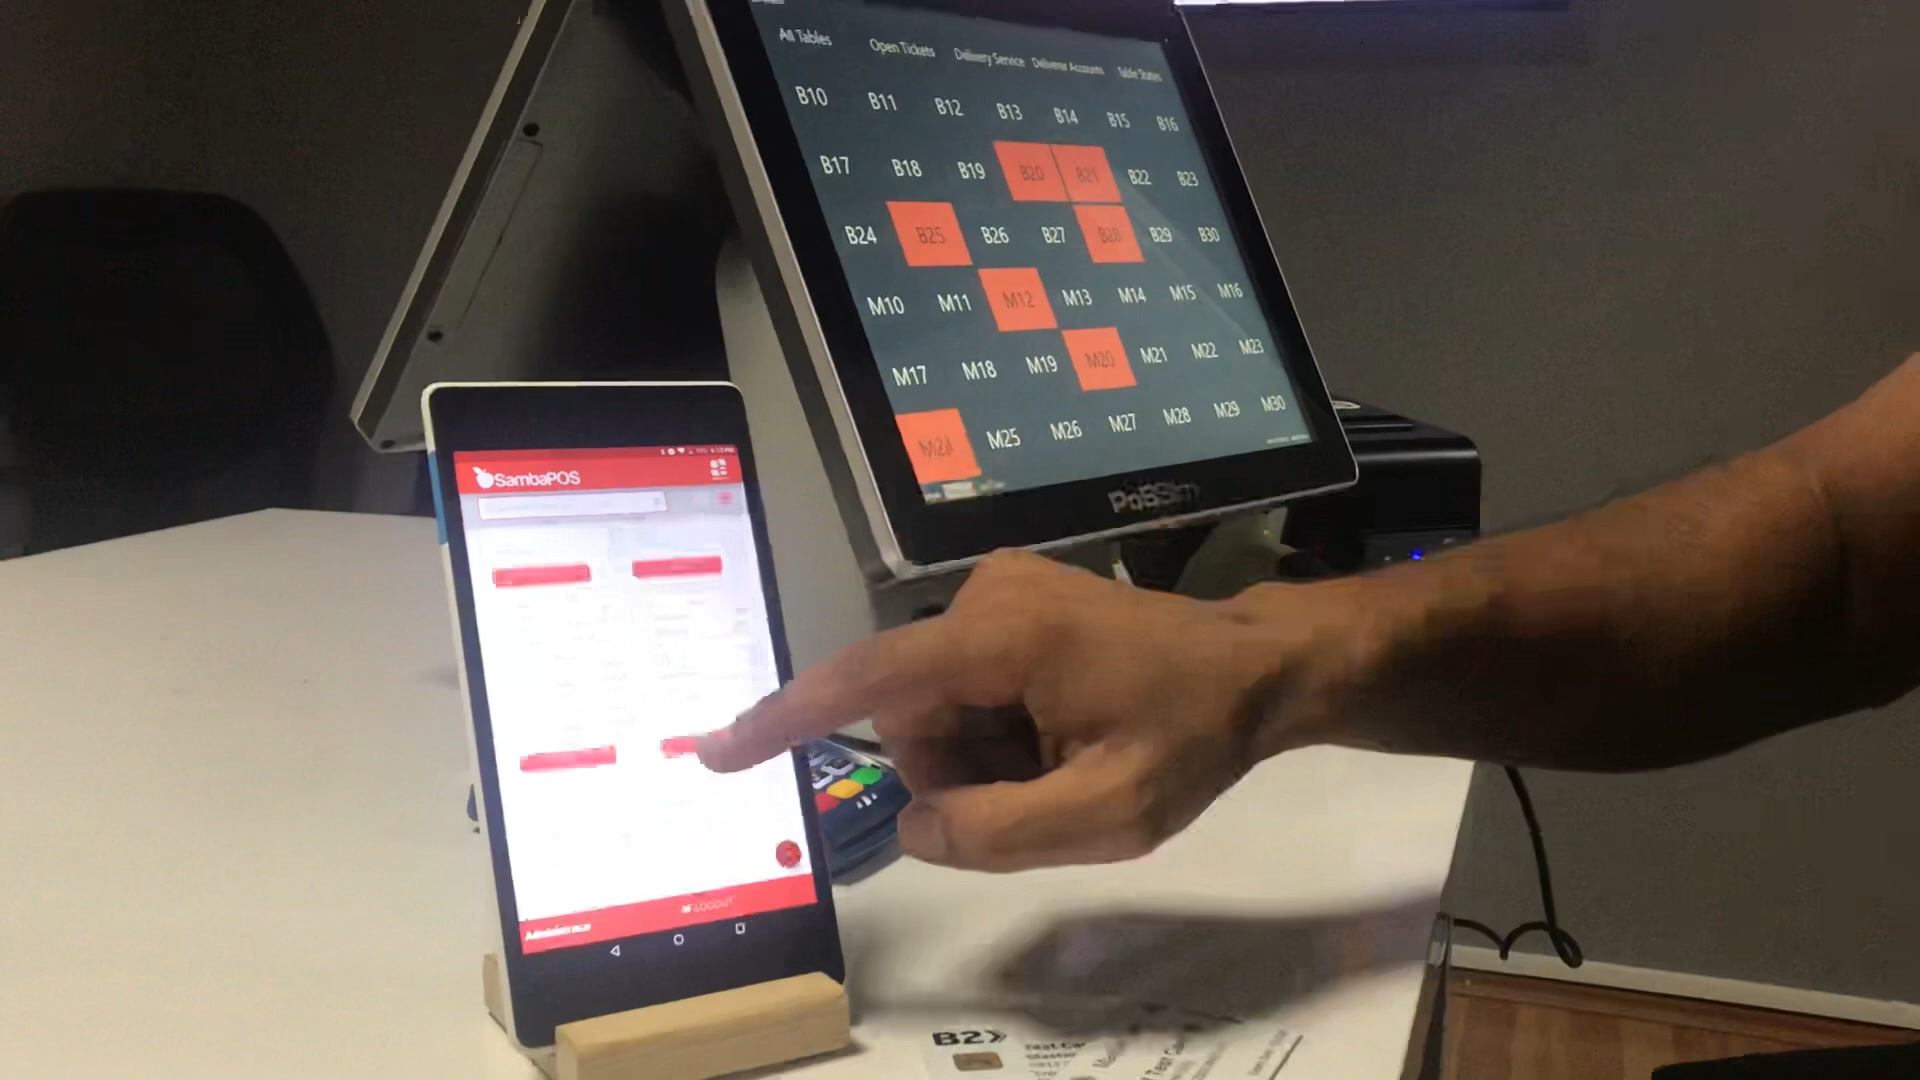 All Tables Open Tickets Delivery Service Deliverer Accounts Table States
B10 B11 B12 B13 B14 B15 B16
B17 B18 B19 B20 B21 B22 B23
B24 B25 B26 B27 B28 B29 B30
M10 M11 M12 M13 M14 M15 M16
M17 M18 M19 M20 M21 M22 M23
M24 M25 M26 M27 M28 M29 M30
SambaPOS
LOGOUT
B2